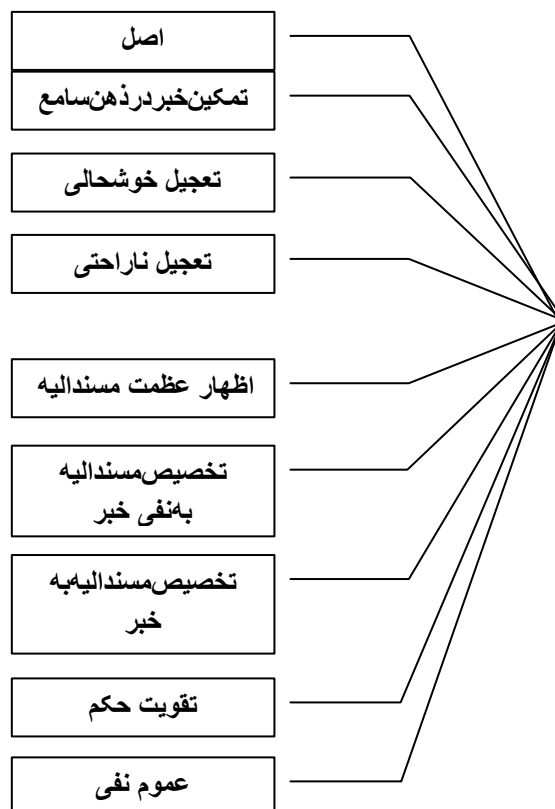 اصل
تمکین‌خبردرذهن‌سامع
تعجیل خوشحالی
تعجیل ناراحتی
اظهار عظمت مسندالیه
تخصیص‌مسندالیه
به‌نفی خبر
تخصیص‌مسندالیه‌به
خبر
تقویت حکم
عموم نفی